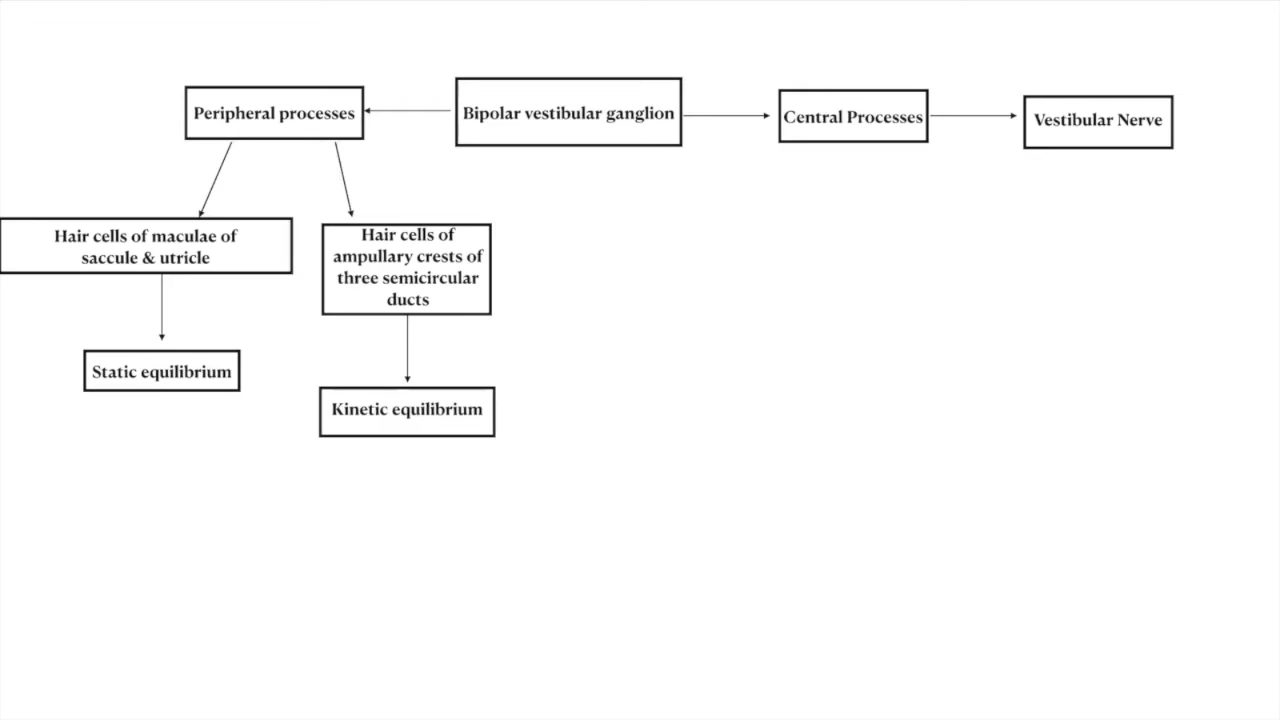 Peripheral processes
Bipolar vestibular ganglion
Central Processes
Vestibular Nerve
Hair cells of maculae of
saccule & utricle
Hair cells of
ampullary crests of
three semicircular
ducts
Static equilibrium
Kinetic equilibrium